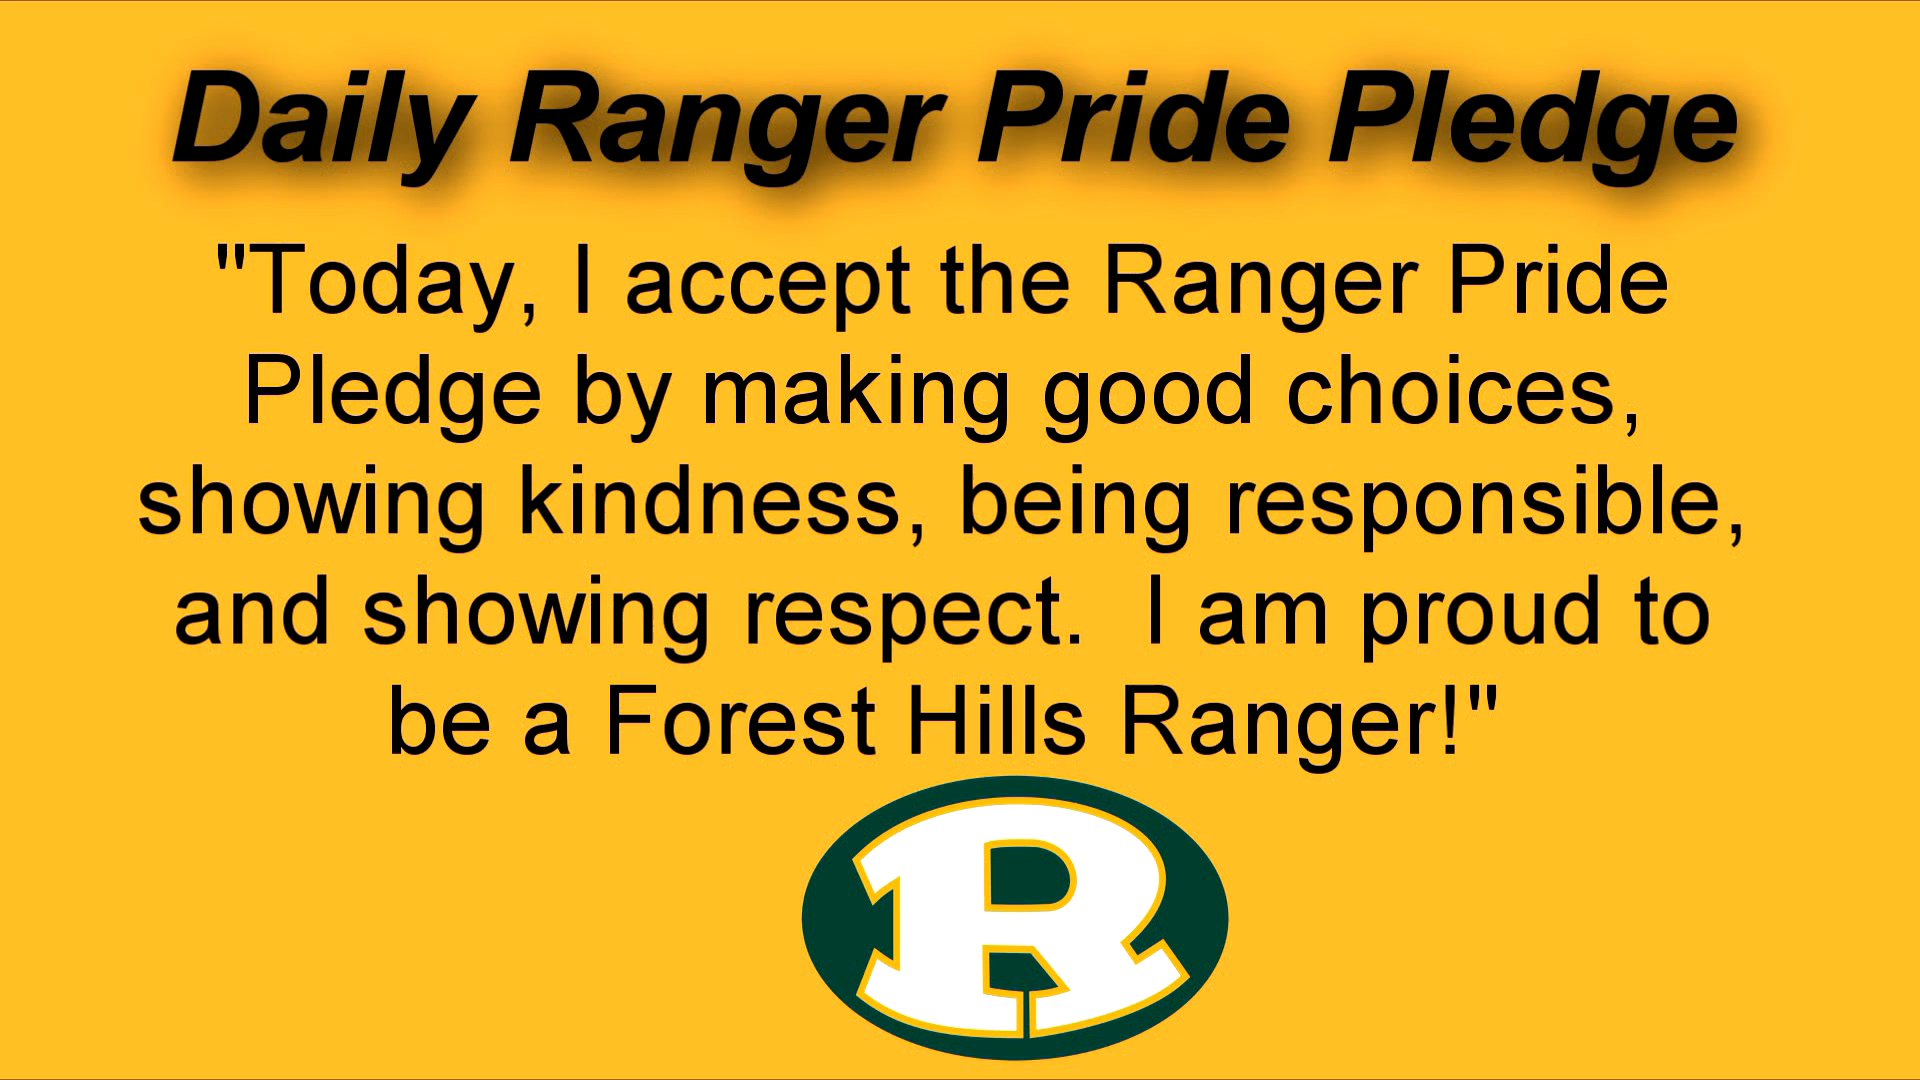 Daily Ranger Pride Pledge
"Today, I accept the Ranger Pride
Pledge by making good choices,
showing kindness, being responsible,
and showing respect.  I am proud to
be a Forest Hills Ranger!"
R